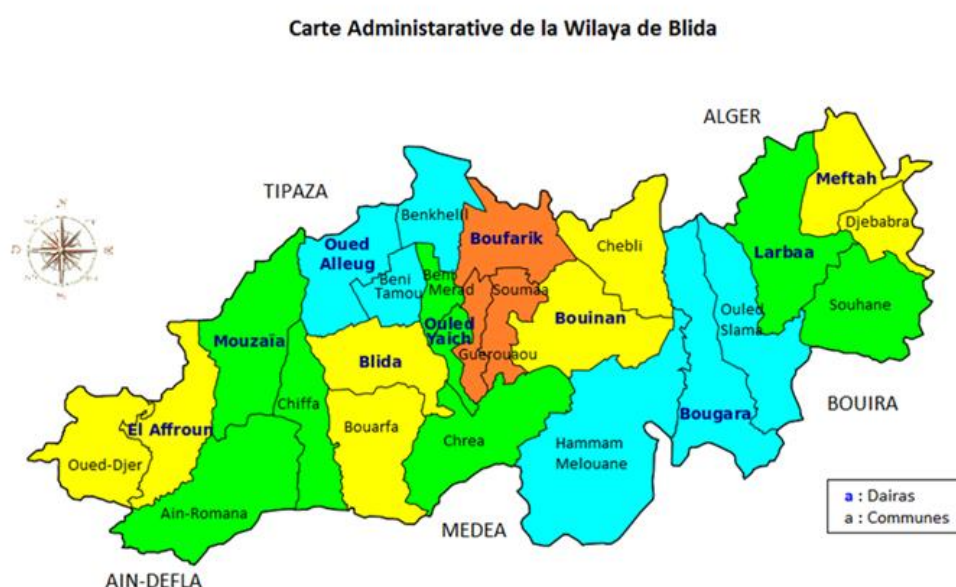 Carte Administarative de la Wilaya de Blida
ALGER
TIPAZA
Meftah
Benkhelil
Djebabra
Oued
Alleug
Boufarik
Chebli
Larbaa
Beni
Tamou
Beni
Merad
Soumaa
Souhane
Ouled
Slama
Mouzaïa
Ouled
Yaich
Bouinan
Blida
Guerouaou
Chiffa
BOUIRA
El Affroun
Bouarfa
Chrea
Bougara
Hammam
Melouane
Oued-Djer
Ain-Romana
MEDEA
AIN-DEFLA
a : Dairas
a : Communes